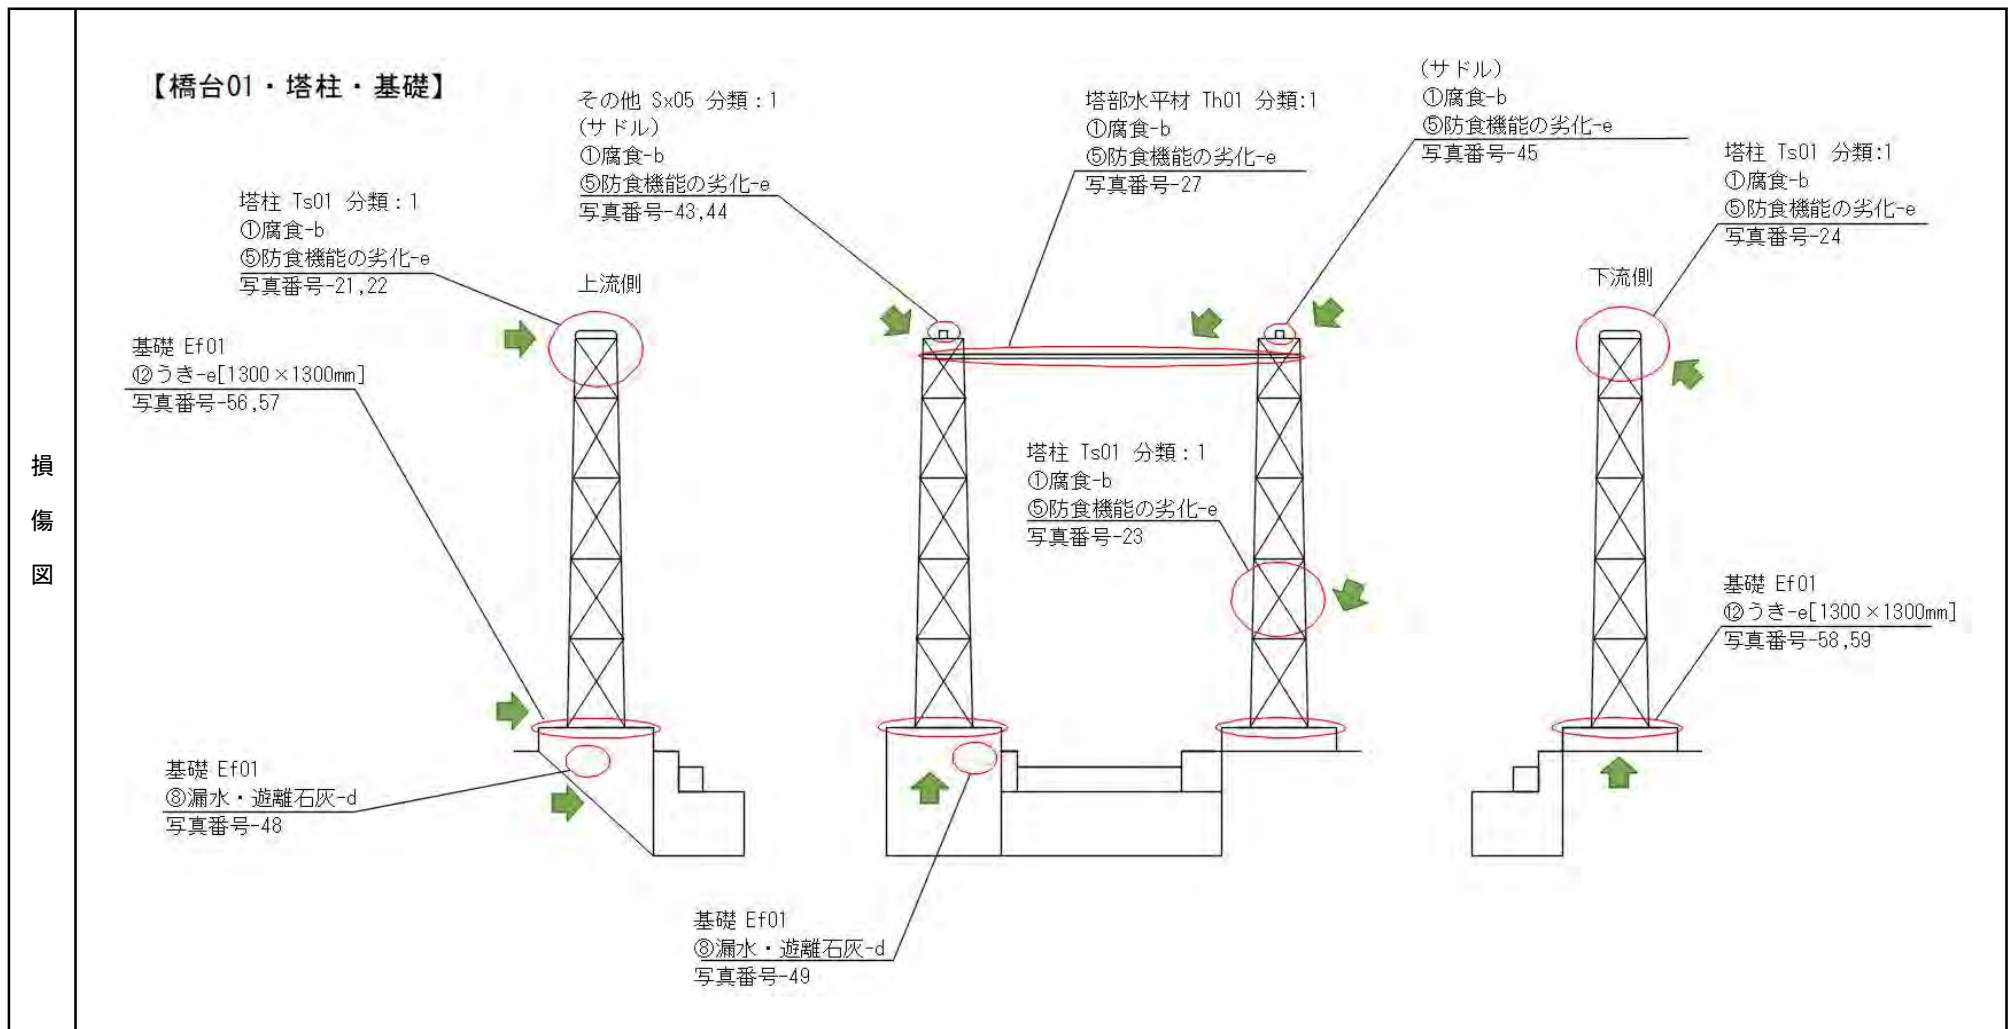 損傷図
【橋台01・塔柱・基礎】
その他 Sx05 分類：1
(サドル)
①腐食-b
⑤防食機能の劣化-e
写真番号-43,44
塔部水平材 Th01 分類:1
①腐食-b
⑤防食機能の劣化-e
写真番号-27
(サドル)
①腐食-b
⑤防食機能の劣化-e
写真番号-45
塔柱 Ts01 分類:1
①腐食-b
⑤防食機能の劣化-e
写真番号-24
塔柱 Ts01 分類：1
①腐食-b
⑤防食機能の劣化-e
写真番号-21,22
上流側
下流側
基礎 Ef01
⑫うき-e[1300×1300mm]
写真番号-56,57
塔柱 Ts01 分類：1
①腐食-b
⑤防食機能の劣化-e
写真番号-23
基礎 Ef01
⑫うき-e[1300×1300mm]
写真番号-58,59
基礎 Ef01
⑧漏水・遊離石灰-d
写真番号-48
基礎 Ef01
⑧漏水・遊離石灰-d
写真番号-49